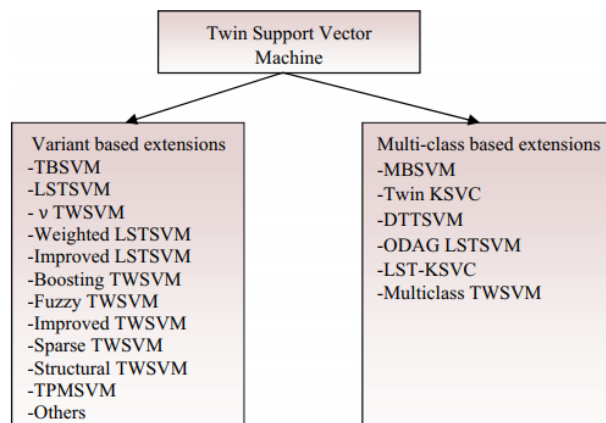 Twin Support Vector
Machine
Variant based extensions
-TBSVM
-LSTSVM
- ν TWSVM
-Weighted LSTSVM
-Improved LSTSVM
-Boosting TWSVM
-Fuzzy TWSVM
-Improved TWSVM
-Sparse TWSVM
-Structural TWSVM
-TPMSVM
-Others
Multi-class based extensions
-MBSVM
-Twin KSVC
-DTTSVM
-ODAG LSTSVM
-LST-KSVC
-Multiclass TWSVM